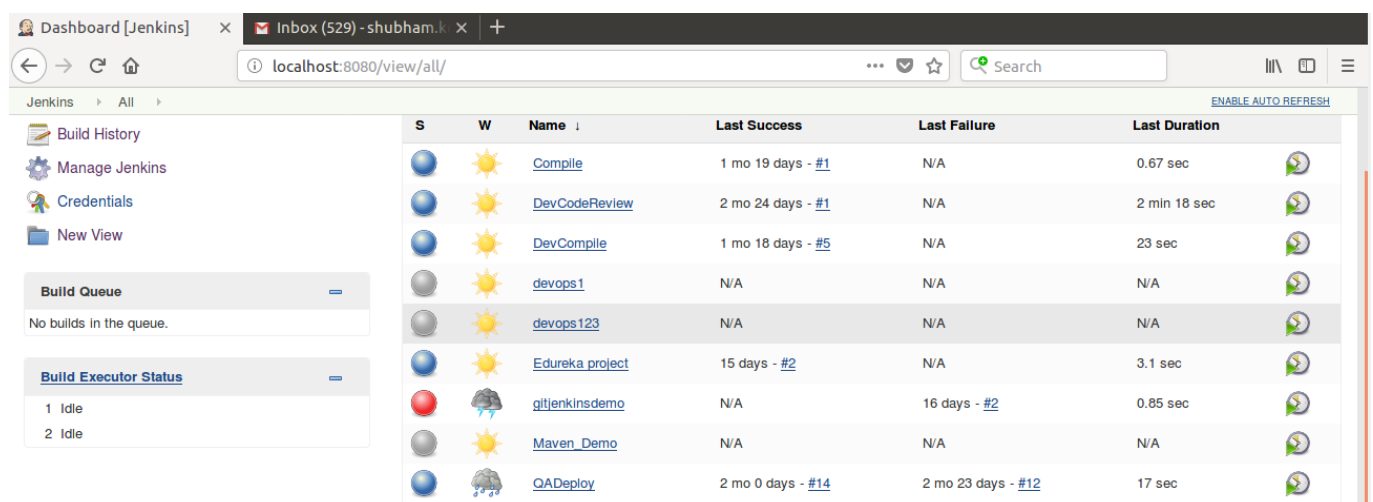 Dashboard [Jenkins]
Inbox (529) - shubham.k
localhost:8080/view/all/
Search
Jenkins
All
ENABLE AUTO REFRESH
Build History
Manage Jenkins
Credentials
New View
Build Queue
No builds in the queue.
Build Executor Status
1 Idle
2 Idle
S W Name ↓ Last Success Last Failure Last Duration
Compile 1 mo 19 days - #1 N/A 0.67 sec
DevCodeReview 2 mo 24 days - #1 N/A 2 min 18 sec
DevCompile 1 mo 18 days - #5 N/A 23 sec
devops1 N/A N/A N/A
devops123 N/A N/A N/A
Edureka project 15 days - #2 N/A 3.1 sec
gitjenkinsdemo N/A 16 days - #2 0.85 sec
Maven_Demo N/A N/A N/A
QADeploy 2 mo 0 days - #14 2 mo 23 days - #12 17 sec